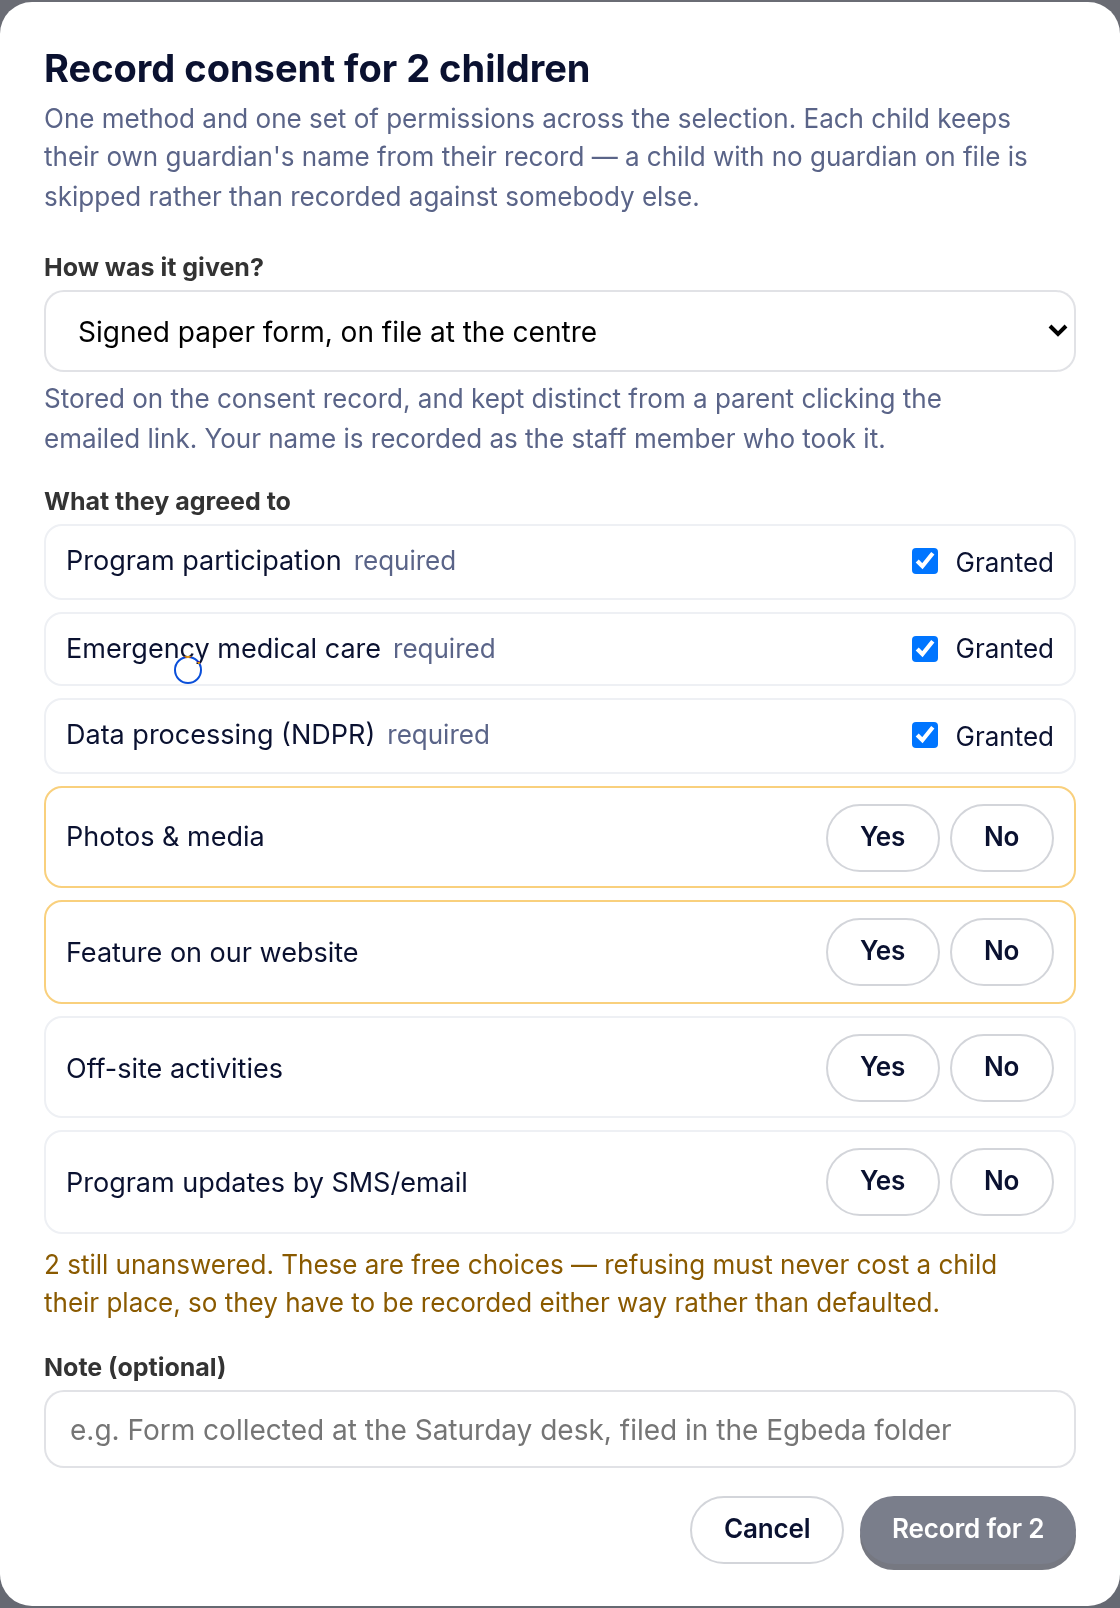 Record consent for 2 children
One method and one set of permissions across the selection. Each child keeps
their own guardian's name from their record — a child with no guardian on file is
skipped rather than recorded against somebody else.
How was it given?
Signed paper form, on file at the centre
Stored on the consent record, and kept distinct from a parent clicking the
emailed link. Your name is recorded as the staff member who took it.
What they agreed to
Program participation required Granted
Emergency medical care required Granted
Data processing (NDPR) required Granted
Photos & media Yes No
Feature on our website Yes No
Off-site activities Yes No
Program updates by SMS/email Yes No
2 still unanswered. These are free choices — refusing must never cost a child
their place, so they have to be recorded either way rather than defaulted.
Note (optional)
e.g. Form collected at the Saturday desk, filed in the Egbeda folder
Cancel Record for 2